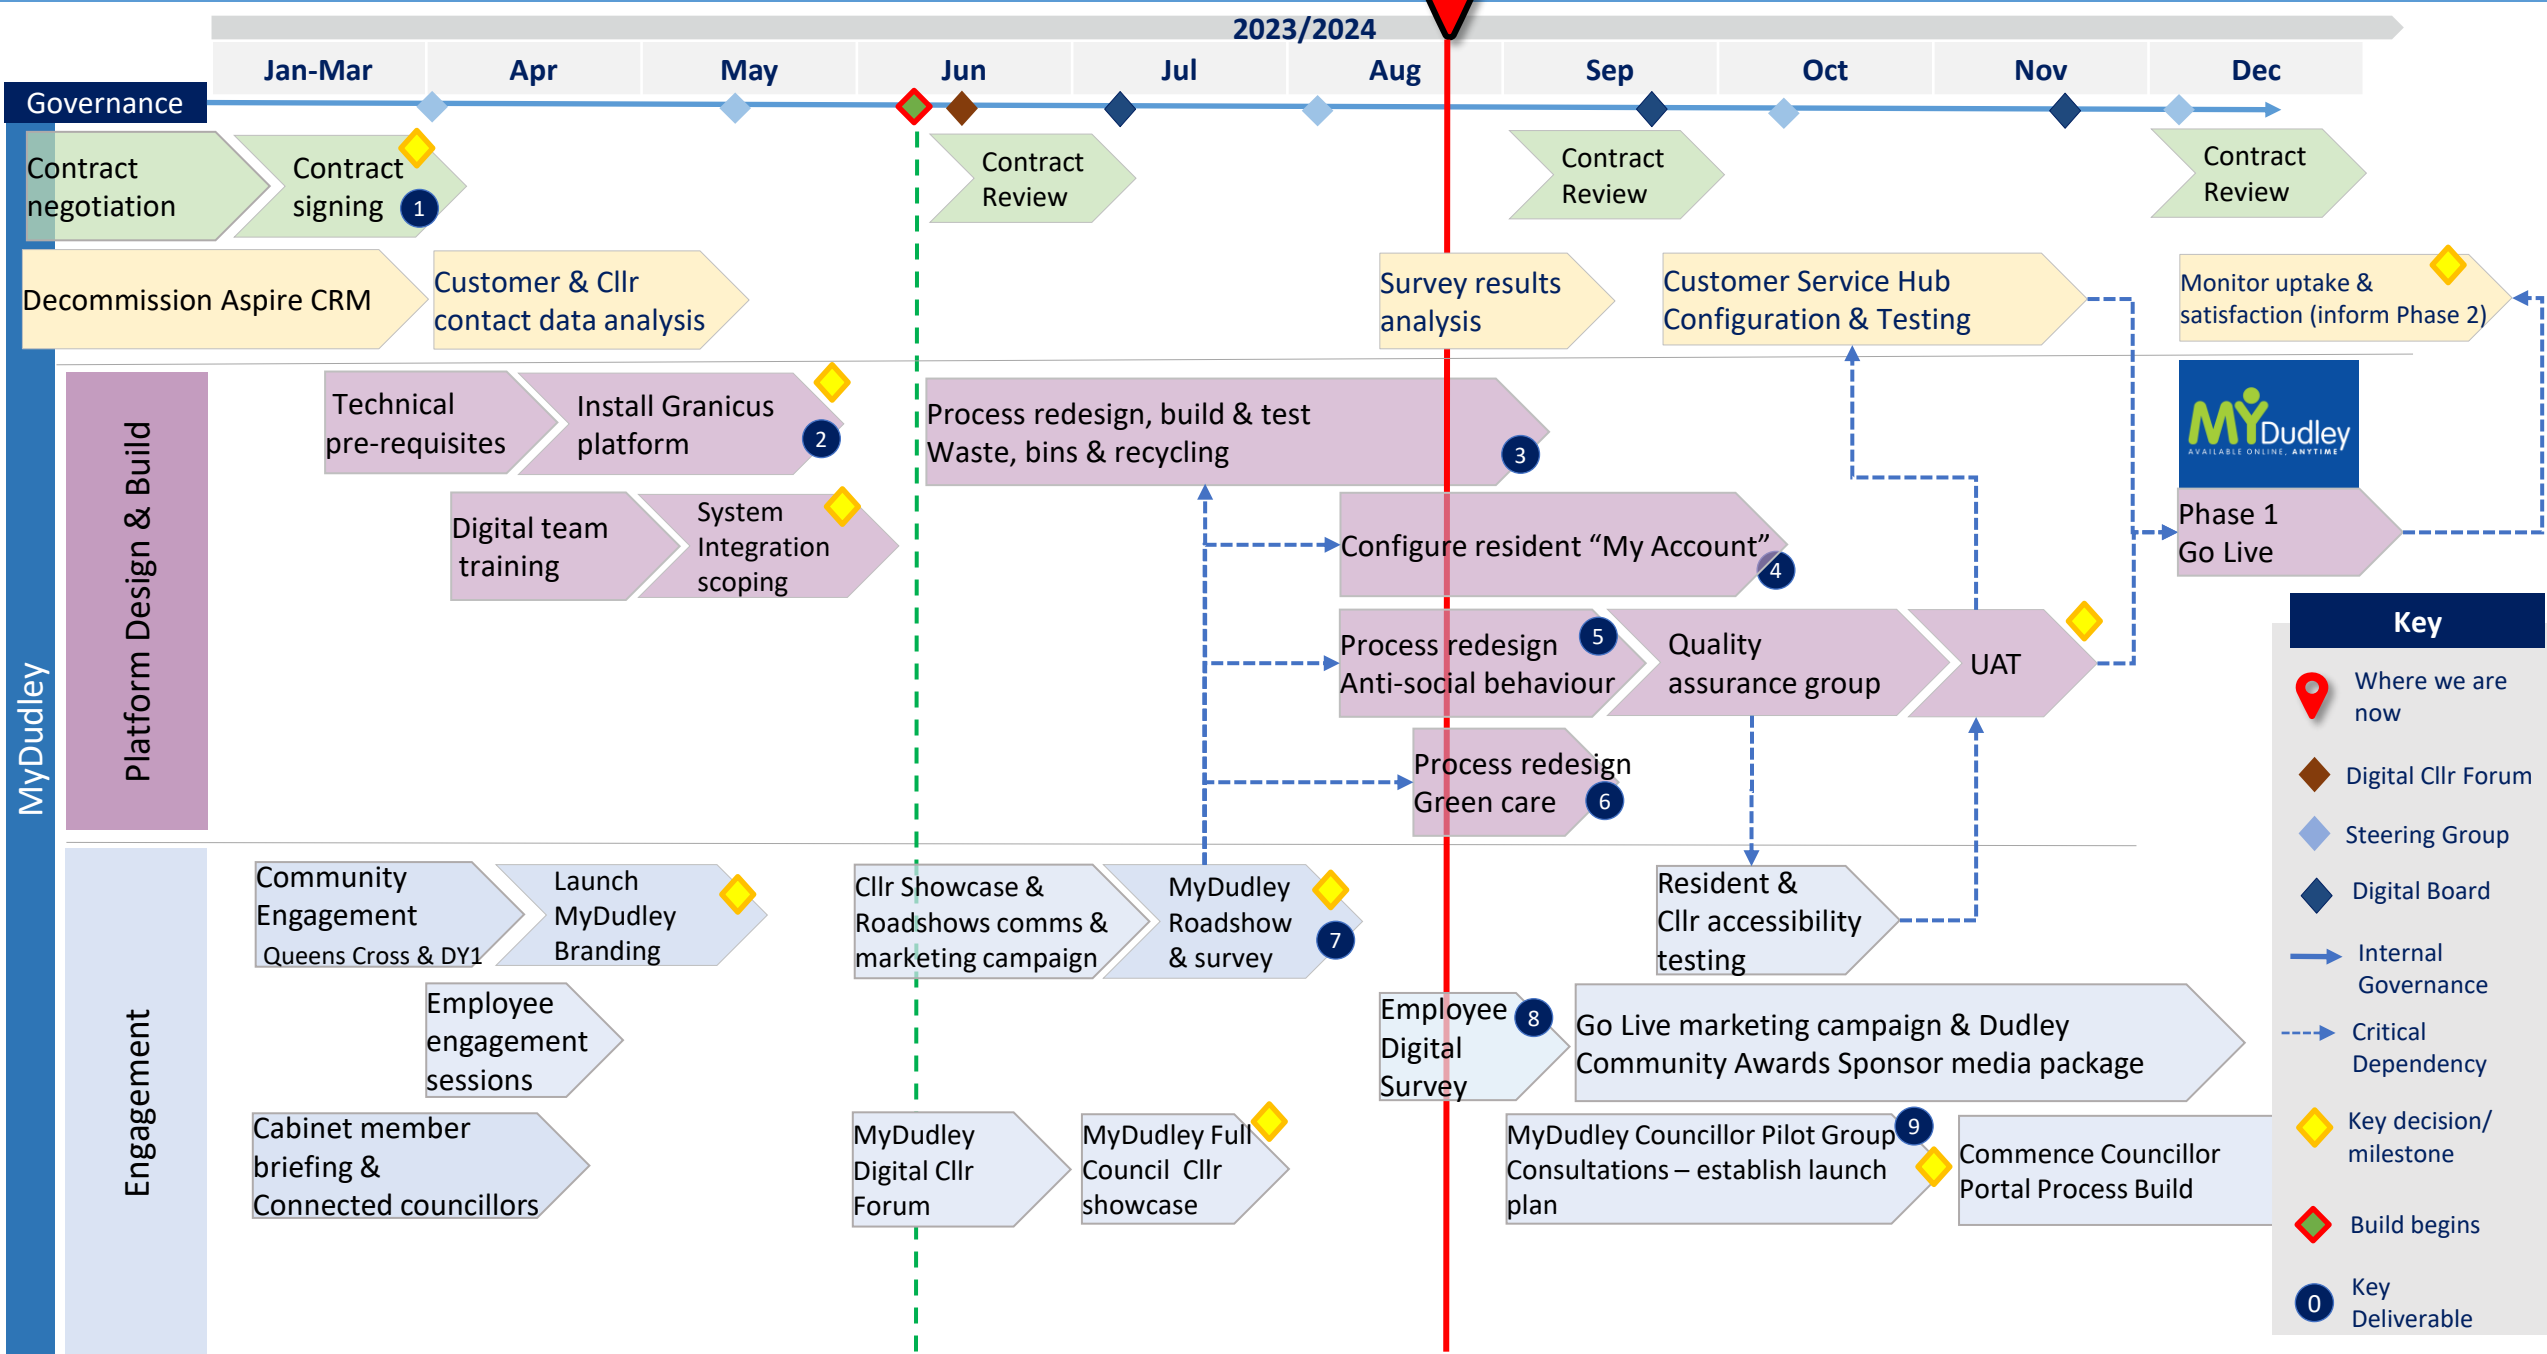 2023/2024
Jan-Mar
Apr
May
Jun
Jul
Aug
Sep
Oct
Nov
Dec
Governance
MyDudley
Contract
negotiation
Contract
signing
1
Contract
Review
Contract
Review
Contract
Review
Decommission Aspire CRM
Customer & Cllr
contact data analysis
Survey results
analysis
Customer Service Hub
Configuration & Testing
Monitor uptake &
satisfaction (inform Phase 2)
Platform Design & Build
Technical
pre-requisites
Install Granicus
platform
2
Process redesign, build & test
Waste, bins & recycling
3
MY Dudley
AVAILABLE ONLINE, ANYTIME
Digital team
training
System
Integration
scoping
Configure resident “My Account”
4
Phase 1
Go Live
Process redesign
Anti-social behaviour
5
Quality
assurance group
UAT
Process redesign
Green care
6
Engagement
Community
Engagement
Queens Cross & DY1
Launch
MyDudley
Branding
Cllr Showcase &
Roadshows comms &
marketing campaign
MyDudley
Roadshow
& survey
7
Resident &
Cllr accessibility
testing
Employee
engagement
sessions
Employee
Digital
Survey
8
Go Live marketing campaign & Dudley
Community Awards Sponsor media package
Cabinet member
briefing &
Connected councillors
MyDudley
Digital Cllr
Forum
MyDudley Full
Council Cllr
showcase
MyDudley Councillor Pilot Group
Consultations – establish launch
plan
9
Commence Councillor
Portal Process Build
Key
Where we are
now
Digital Cllr Forum
Steering Group
Digital Board
Internal
Governance
Critical
Dependency
Key decision/
milestone
Build begins
0
Key
Deliverable